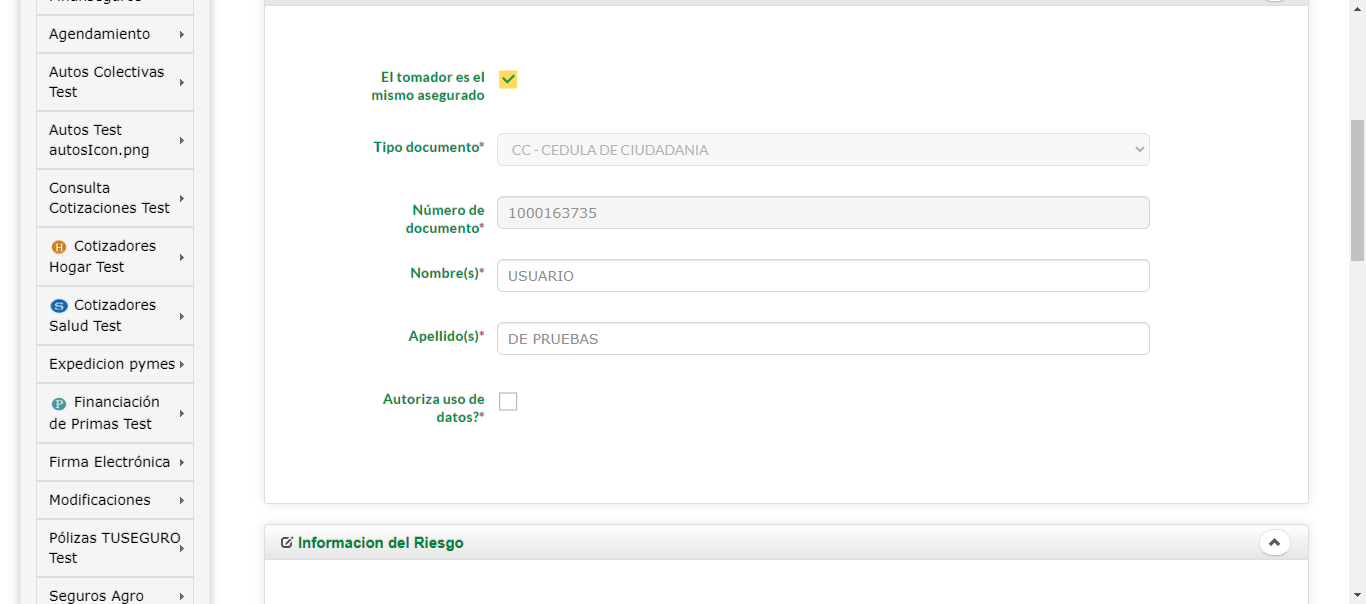 Agendamiento
Autos Colectivas
Test
Autos Test
autosIcon.png
Consulta
Cotizaciones Test
H Cotizadores
Hogar Test
S Cotizadores
Salud Test
Expedicion pymes
P Financiación
de Primas Test
Firma Electrónica
Modificaciones
Pólizas TUSEGURO
Test
Seguros Agro
El tomador es el
mismo asegurado
Tipo documento* CC - CEDULA DE CIUDADANIA
Número de
documento* 1000163735
Nombre(s)* USUARIO
Apellido(s)* DE PRUEBAS
Autoriza uso de
datos?*
Informacion del Riesgo